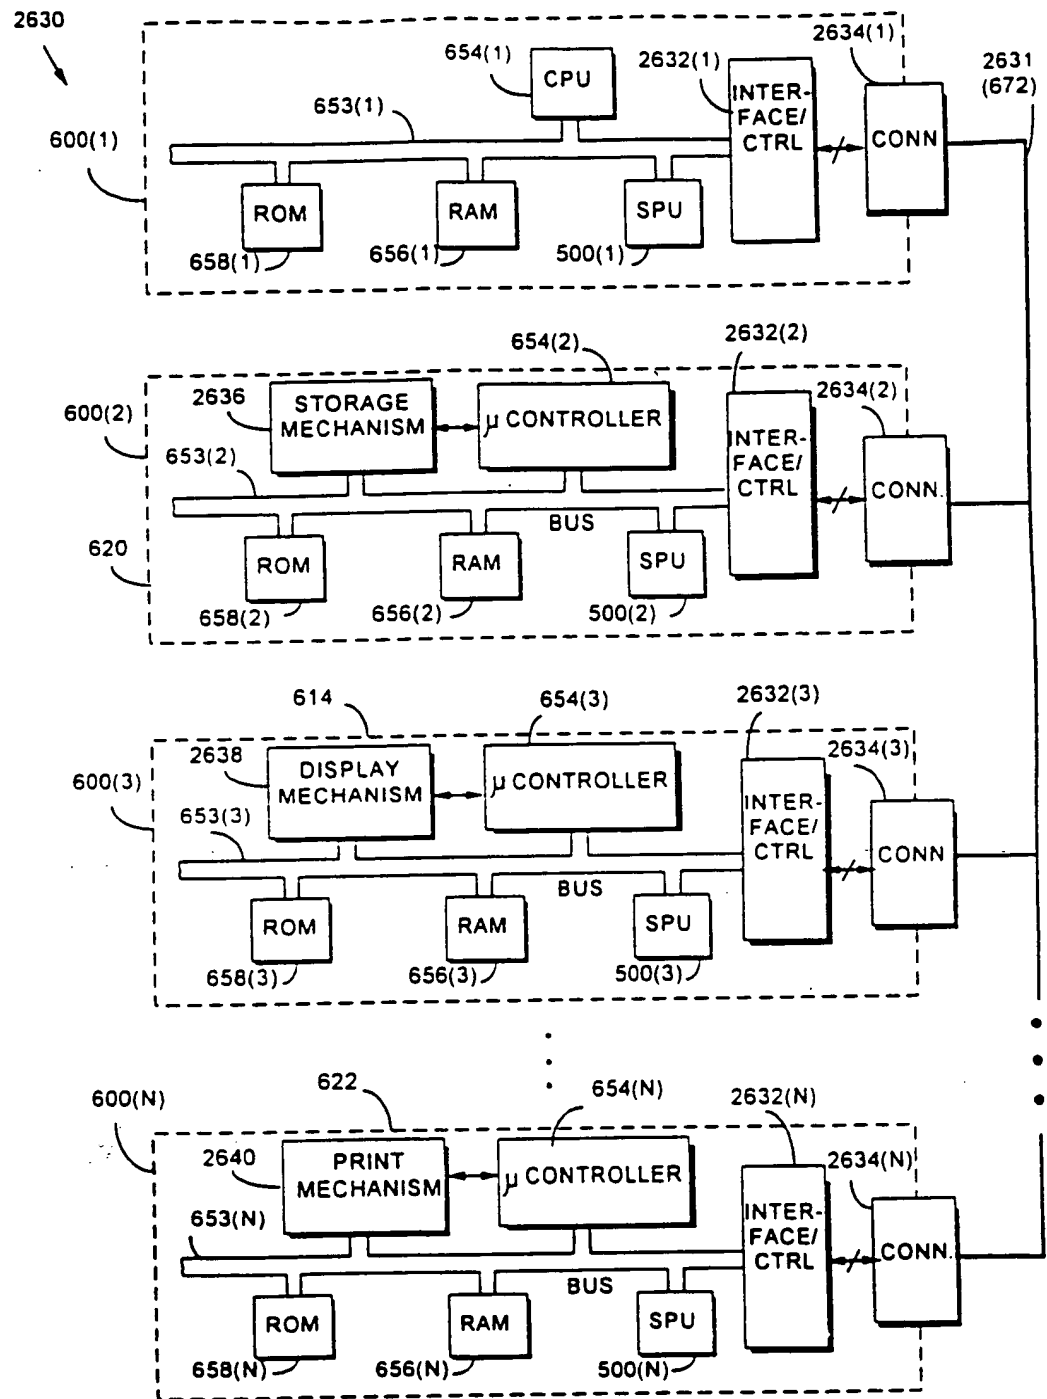 2630
654(1)
2632(1)
2634(1)
2631
(672)
CPU
INTER-
FACE/
CTRL
CONN
653(1)
600(1)
ROM
RAM
SPU
658(1)
656(1)
500(1)
654(2)
2632(2)
2634(2)
2636
STORAGE
MECHANISM
µ CONTROLLER
INTER-
FACE/
CTRL
CONN.
600(2)
653(2)
BUS
620
ROM
RAM
SPU
658(2)
656(2)
500(2)
614
654(3)
2632(3)
2634(3)
2638
DISPLAY
MECHANISM
µ CONTROLLER
INTER-
FACE/
CTRL
CONN
600(3)
653(3)
BUS
ROM
RAM
SPU
658(3)
656(3)
500(3)
622
654(N)
2632(N)
2634(N)
600(N)
2640
PRINT
MECHANISM
µ CONTROLLER
INTER-
FACE/
CTRL
CONN.
653(N)
BUS
ROM
RAM
SPU
658(N)
656(N)
500(N)